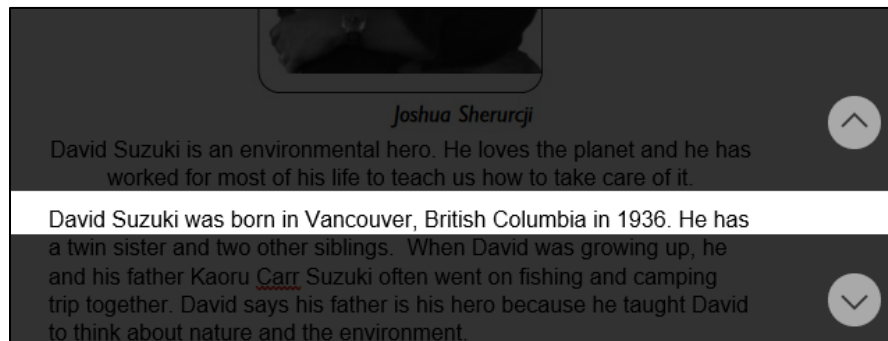 Joshua Sherurcji
David Suzuki is an environmental hero. He loves the planet and he has
worked for most of his life to teach us how to take care of it.
David Suzuki was born in Vancouver, British Columbia in 1936. He has
a twin sister and two other siblings.  When David was growing up, he
and his father Kaoru Carr Suzuki often went on fishing and camping
trip together. David says his father is his hero because he taught David
to think about nature and the environment.